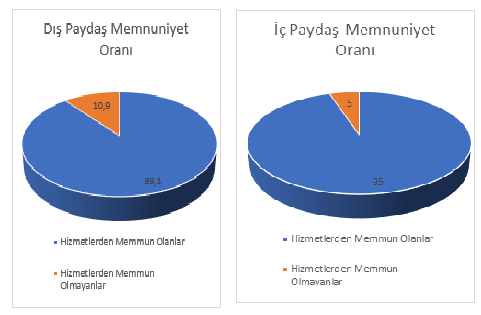 Dış Paydaş Memnuniyet
Oranı
10,9
89,1
Hizmetlerden Memnun Olanlar
Hizmetlerden Memnun
Olmayanlar
İç Paydaş Memnuniyet
Oranı
5
95
Hizmetlerden Memnun Olanlar
Hizmetlerden Memnun
Olmayanlar